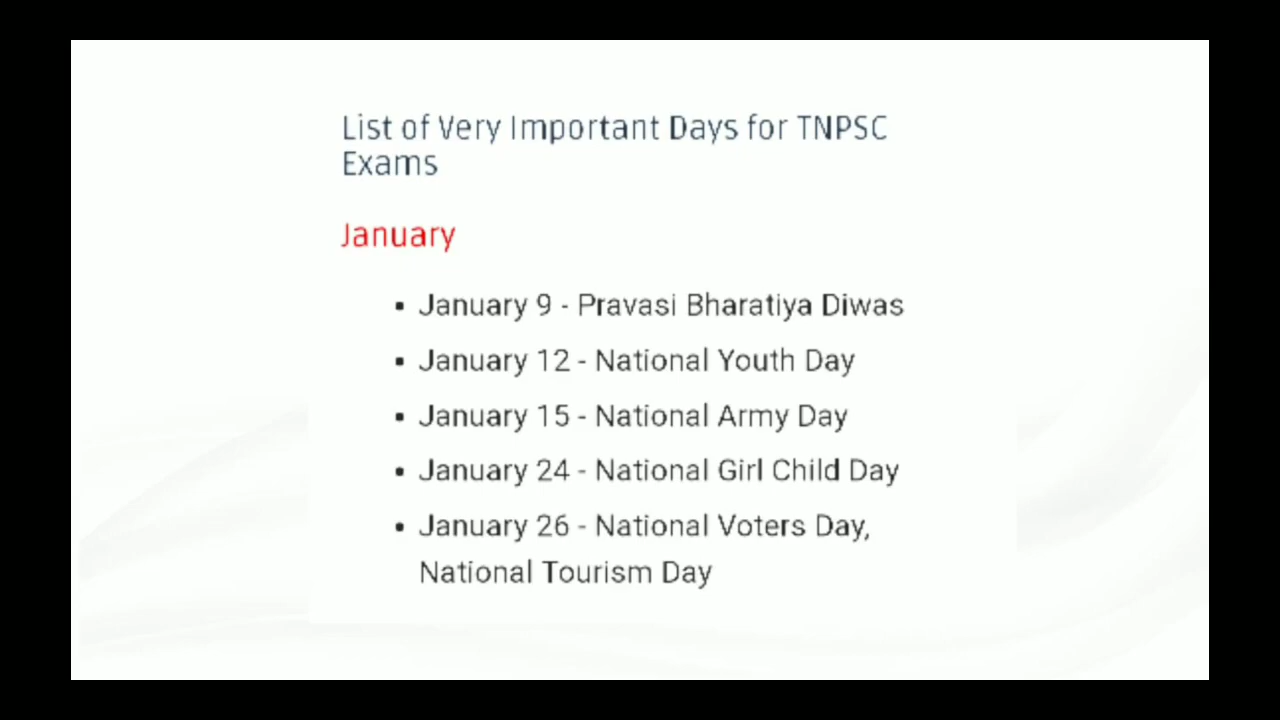 List of Very Important Days for TNPSC
Exams
January
▪ January 9 - Pravasi Bharatiya Diwas
▪ January 12 - National Youth Day
▪ January 15 - National Army Day
▪ January 24 - National Girl Child Day
▪ January 26 - National Voters Day,
National Tourism Day